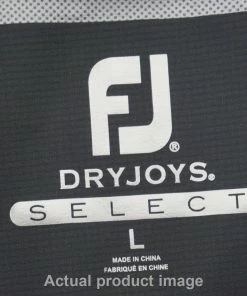 FJ®
DRYJOYS®
SELECT
L
MADE IN CHINA
FABRIQUÉ EN CHINE
Actual product image